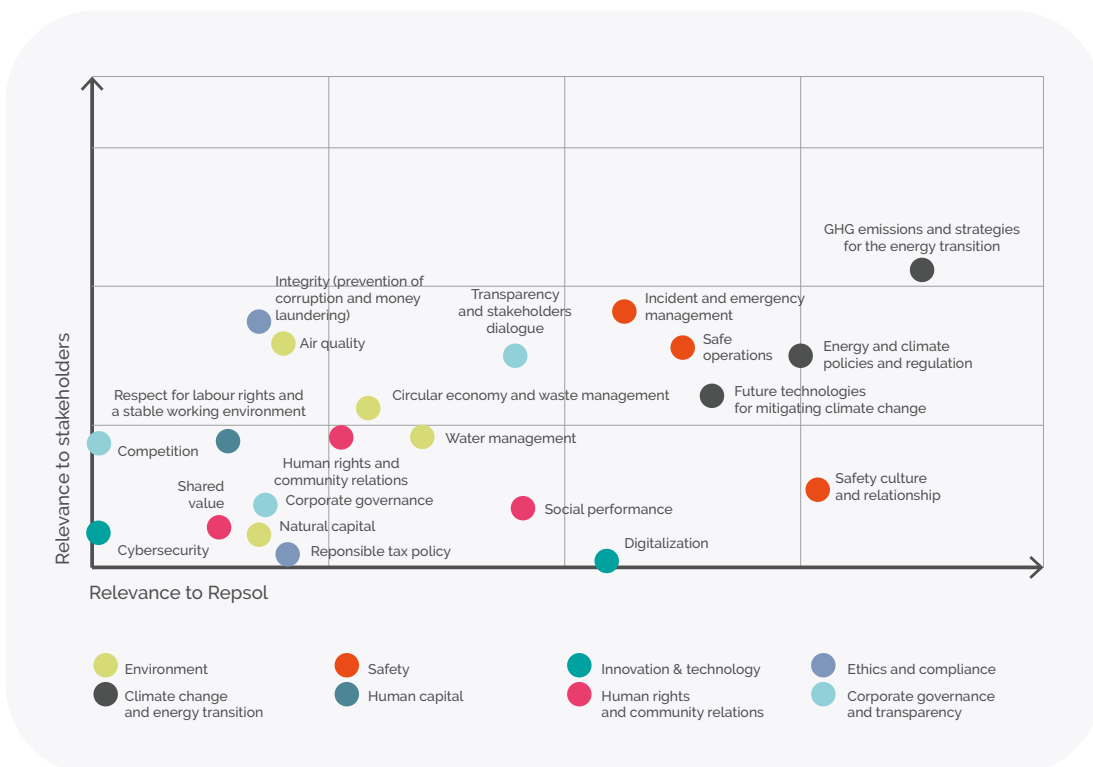 GHG emissions and strategies
for the energy transition
Integrity (prevention of
corruption and money
laundering)
Transparency
and stakeholders
dialogue
Incident and emergency
management
Air quality
Safe
operations
Energy and climate
policies and regulation
Respect for labour rights and
a stable working environment
Circular economy and waste management
Future technologies
for mitigating climate change
Competition
Water management
Human rights and
community relations
Shared
value
Corporate governance
Safety culture
and relationship
Social performance
Natural capital
Cybersecurity
Reponsible tax policy
Digitalization
Relevance to stakeholders
Relevance to Repsol
Environment
Safety
Innovation & technology
Ethics and compliance
Climate change
and energy transition
Human capital
Human rights
and community relations
Corporate governance
and transparency